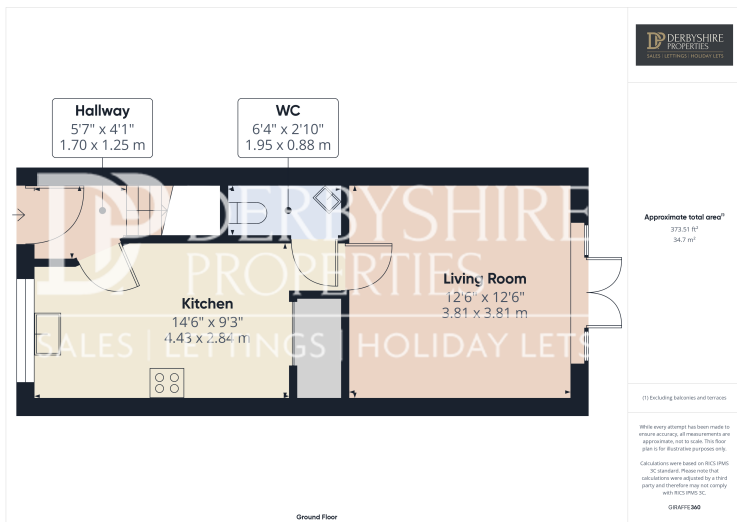 Hallway
5'7" x 4'1"
1.70 x 1.25 m
WC
6'4" x 2'10"
1.95 x 0.88 m
Kitchen
14'6" x 9'3"
4.43 x 2.84 m
Living Room
12'6" x 12'6"
3.81 x 3.81 m
DERBYSHIRE
PROPERTIES
SALES | LETTINGS | HOLIDAY LETS
Ground Floor
DP DERBYSHIRE
PROPERTIES
SALES | LETTINGS | HOLIDAY LETS
Approximate total area(1)
373.51 ft²
34.7 m²
(1) Excluding balcones and terraces
While every attempt has been made to
ensure accuracy, all measurements are
approximate, not to scale. This floor
plan is for illustrative purposes only.
Calculations were based on RICS IPMS
3C standard. Please note that
calculations were adjusted by a third
party and therefore may not comply
with RICS IPMS 3C.
GIRAFFE360